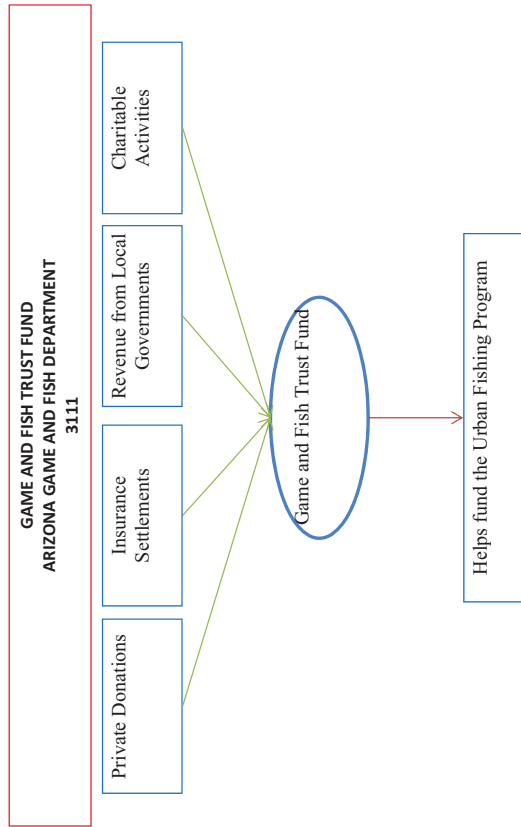 GAME AND FISH TRUST FUND
ARIZONA GAME AND FISH DEPARTMENT
3111
Private Donations
Insurance
Settlements
Revenue from Local
Governments
Charitable
Activities
Game and Fish Trust Fund
Helps fund the Urban Fishing Program